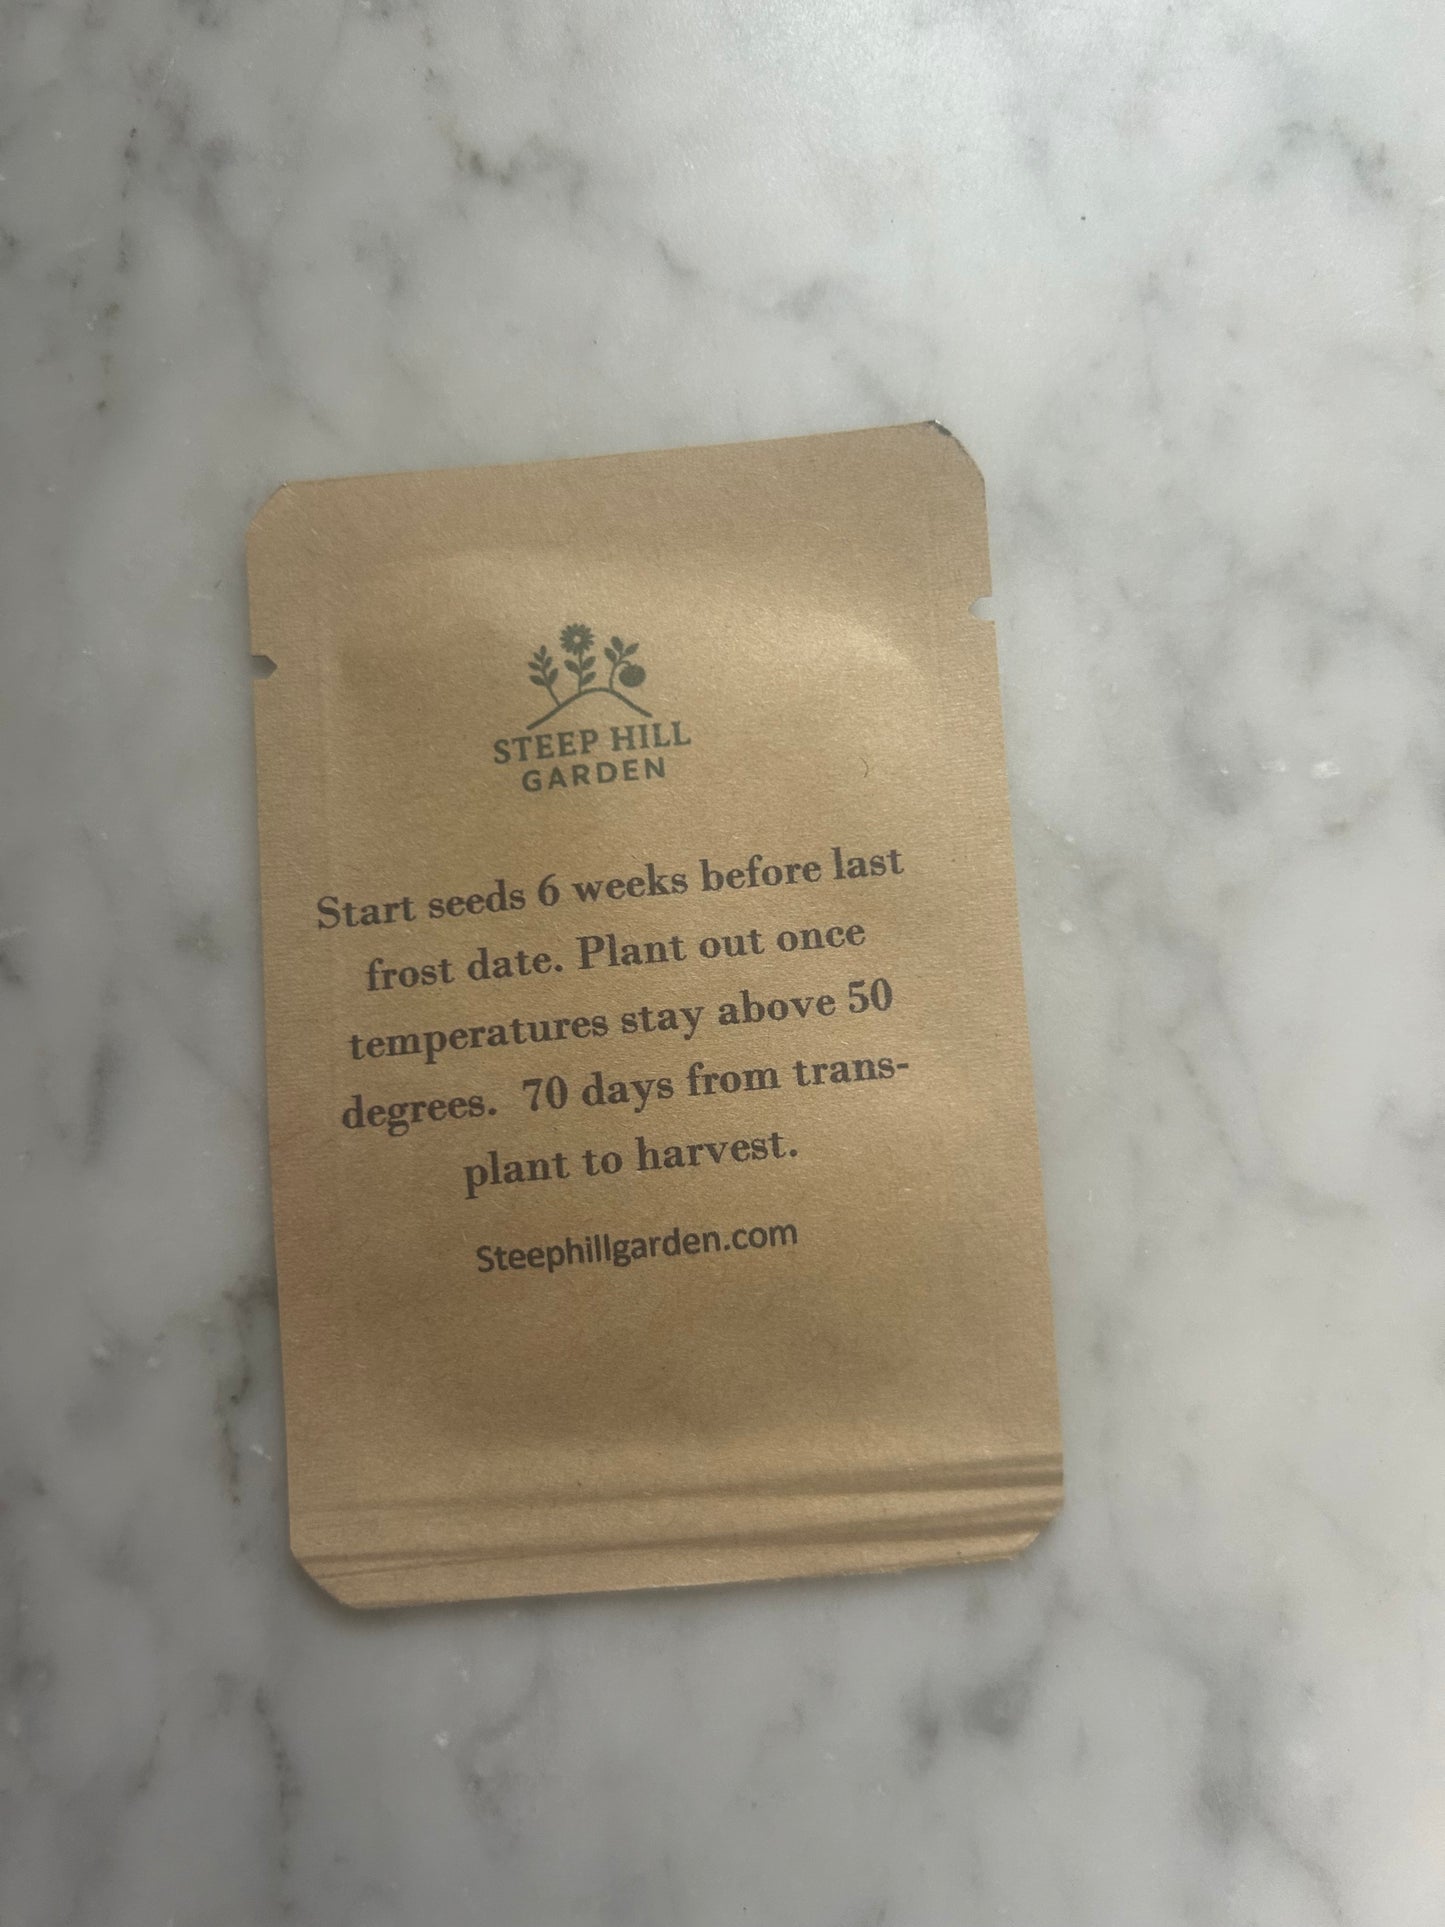 STEEP HILL
GARDEN
Start seeds 6 weeks before last
frost date. Plant out once
temperatures stay above 50
degrees.  70 days from trans-
plant to harvest.
Steephillgarden.com